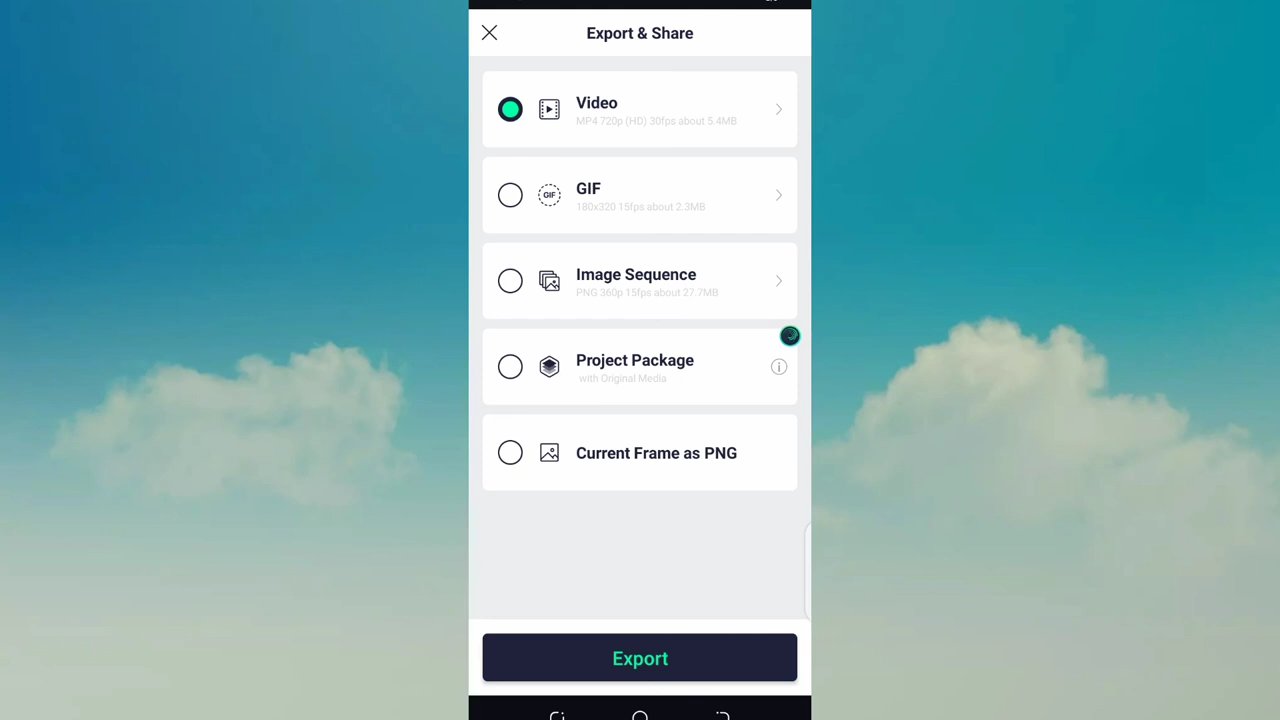 Export & Share
Video
MP4 720p (HD) 30fps about 5.4MB
GIF
GIF
180x320 15fps about 2.3MB
Image Sequence
PNG 360p 15fps about 27.7MB
Project Package
with Original Media
Current Frame as PNG
Export